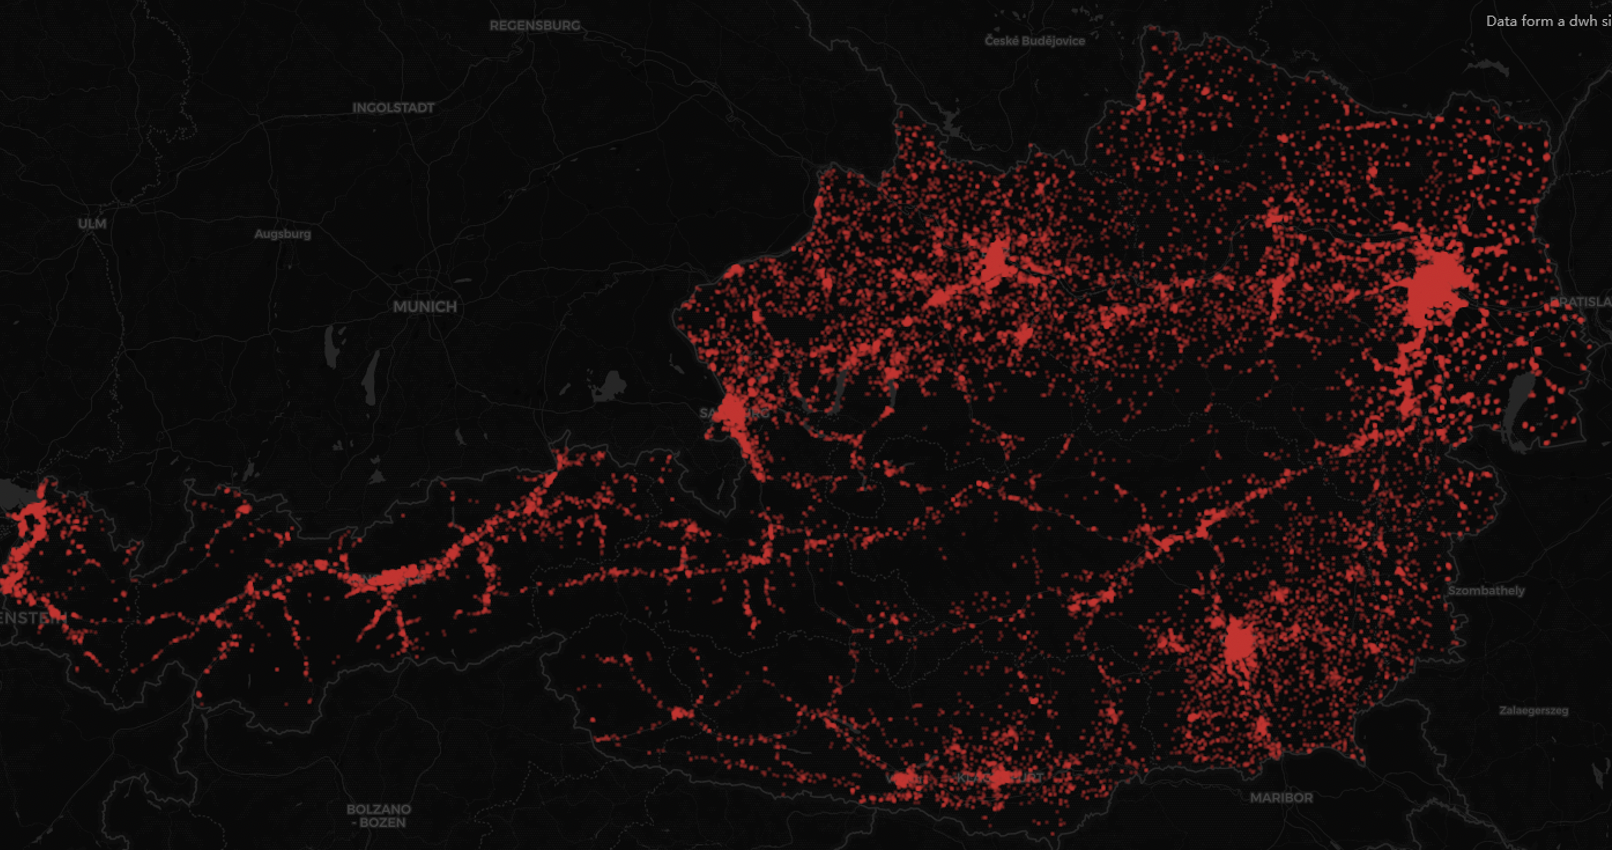 REGENSBURG
Data form a dwh si
České Budějovice
INGOLSTADT
ULM
Augsburg
MUNICH
BRATISLA
ENSTEIN
Szombathely
Zalaegerszeg
BOLZANO
- BOZEN
MARIBOR